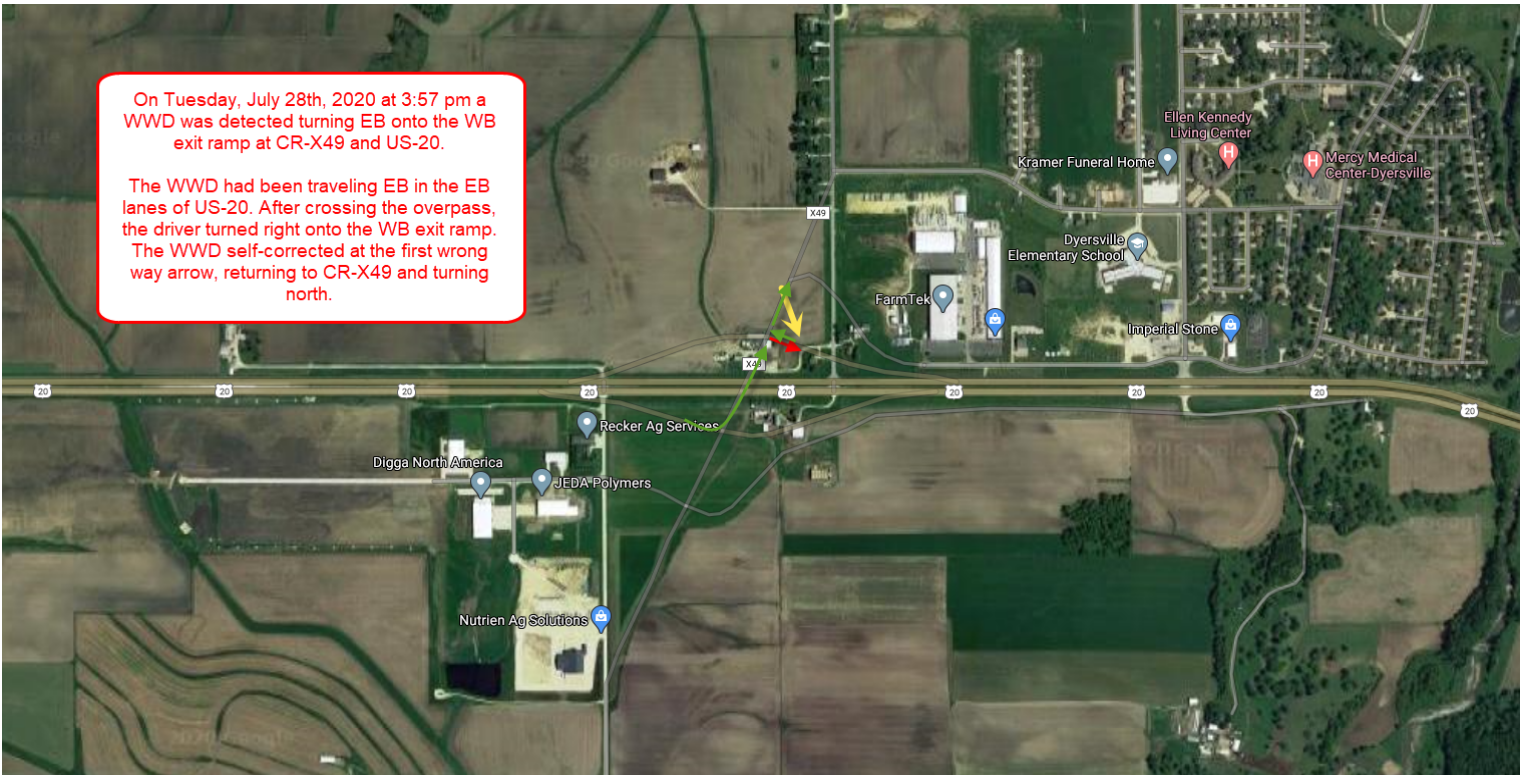 On Tuesday, July 28th, 2020 at 3:57 pm a
WWD was detected turning EB onto the WB
exit ramp at CR-X49 and US-20.
The WWD had been traveling EB in the EB
lanes of US-20. After crossing the overpass,
the driver turned right onto the WB exit ramp.
The WWD self-corrected at the first wrong
way arrow, returning to CR-X49 and turning
north.
Ellen Kennedy
Living Center
Kramer Funeral Home
H
H
Mercy Medical
Center-Dyersville
X49
Dyersville
Elementary School
FarmTek
Imperial Stone
X49
20
20
20
20
20
20
20
20
20
Recker Ag Services
Digga North America
JEDA Polymers
Nutrien Ag Solutions